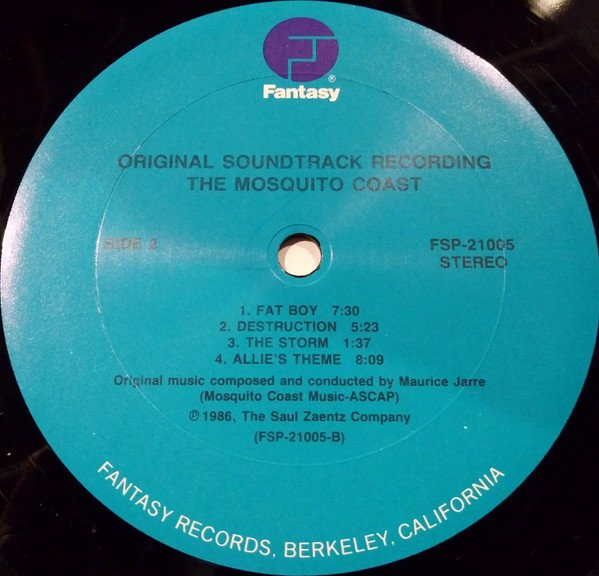 Fantasy®
ORIGINAL SOUNDTRACK RECORDING
THE MOSQUITO COAST
SIDE 2
FSP-21005
STEREO
1. FAT BOY 7:30
2. DESTRUCTION 5:23
3. THE STORM 1:37
4. ALLIE'S THEME 8:09
Original music composed and conducted by Maurice Jarre
(Mosquito Coast Music-ASCAP)
℗ 1986, The Saul Zaentz Company
(FSP-21005-B)
FANTASY RECORDS, BERKELEY, CALIFORNIA